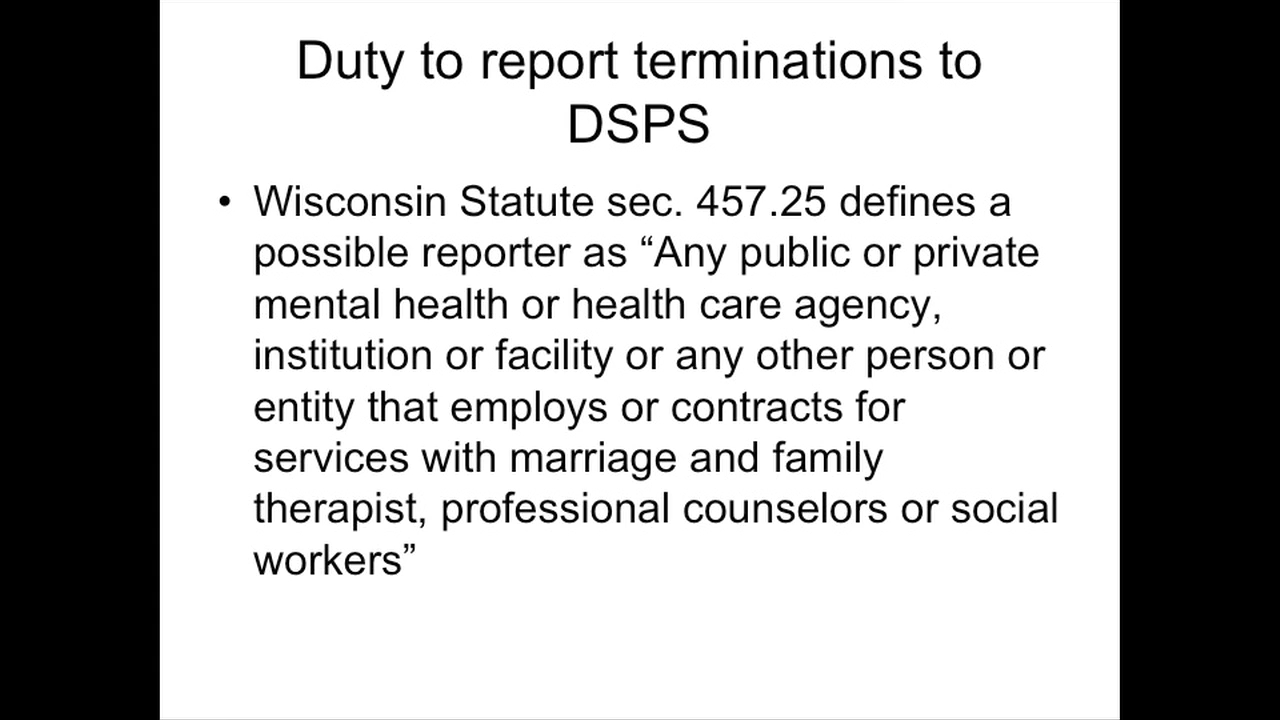 Duty to report terminations to
DSPS
• Wisconsin Statute sec. 457.25 defines a
possible reporter as “Any public or private
mental health or health care agency,
institution or facility or any other person or
entity that employs or contracts for
services with marriage and family
therapist, professional counselors or social
workers”